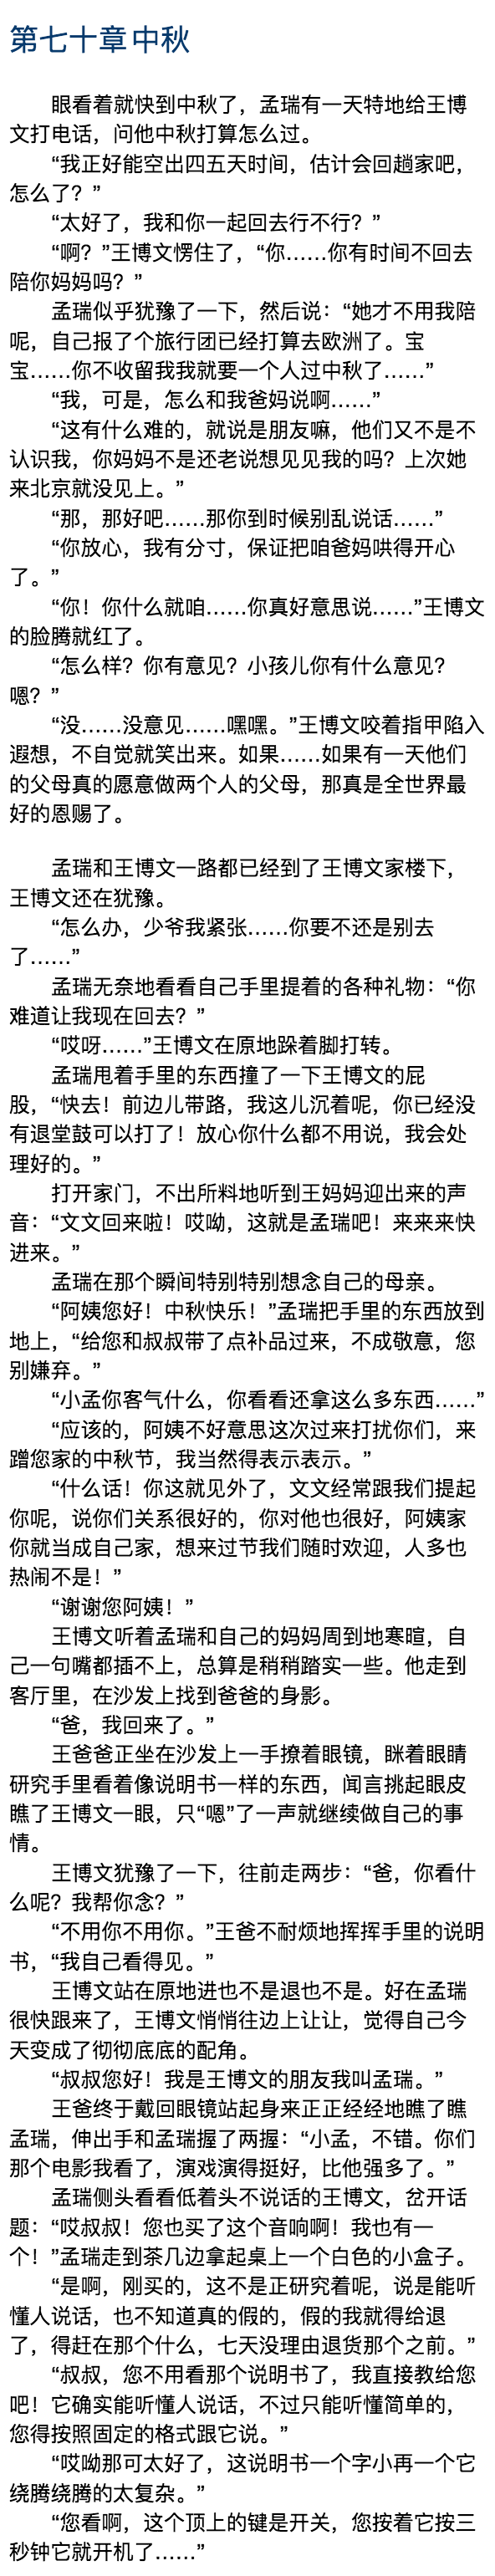 第七十章中秋
眼看着就快到中秋了，孟瑞有一天特地给王博
文打电话，问他中秋打算怎么过。
“我正好能空出四五天时间，估计会回趟家吧，
怎么了？”
“太好了，我和你一起回去行不行？”
“啊？”王博文愣住了，“你……你有时间不回去
陪你妈妈吗？”
孟瑞似乎犹豫了一下，然后说：“她才不用我陪
呢，自己报了个旅行团已经打算去欧洲了。宝
宝……你不收留我我就要一个人过中秋了……”
“我，可是，怎么和我爸妈说啊……”
“这有什么难的，就说是朋友嘛，他们又不是不
认识我，你妈妈不是还老说想见见我的吗？上次她
来北京就没见上。”
“那，那好吧……那你到时候别乱说话……”
“你放心，我有分寸，保证把咱爸妈哄得开心
了。”
“你！你什么就咱……你真好意思说……”王博文
的脸腾就红了。
“怎么样？你有意见？小孩儿你有什么意见？
嗯？”
“没……没意见……嘿嘿。”王博文咬着指甲陷入
遐想，不自觉就笑出来。如果……如果有一天他们
的父母真的愿意做两个人的父母，那真是全世界最
好的恩赐了。
孟瑞和王博文一路都已经到了王博文家楼下，
王博文还在犹豫。
“怎么办，少爷我紧张……你要不还是别去
了……”
孟瑞无奈地看看自己手里提着的各种礼物：“你
难道让我现在回去？”
“哎呀……”王博文在原地跺着脚打转。
孟瑞甩着手里的东西撞了一下王博文的屁
股，“快去！前边儿带路，我这儿沉着呢，你已经没
有退堂鼓可以打了！放心你什么都不用说，我会处
理好的。”
打开家门，不出所料地听到王妈妈迎出来的声
音：“文文回来啦！哎呦，这就是孟瑞吧！来来来快
进来。”
孟瑞在那个瞬间特别特别想念自己的母亲。
“阿姨您好！中秋快乐！”孟瑞把手里的东西放到
地上，“给您和叔叔带了点补品过来，不成敬意，您
别嫌弃。”
“小孟你客气什么，你看看还拿这么多东西……”
“应该的，阿姨不好意思这次过来打扰你们，来
蹭您家的中秋节，我当然得表示表示。”
“什么话！你这就见外了，文文经常跟我们提起
你呢，说你们关系很好的，你对他也很好，阿姨家
你就当成自己家，想来过节我们随时欢迎，人多也
热闹不是！”
“谢谢您阿姨！”
王博文听着孟瑞和自己的妈妈周到地寒暄，自
己一句嘴都插不上，总算是稍稍踏实一些。他走到
客厅里，在沙发上找到爸爸的身影。
“爸，我回来了。”
王爸爸正坐在沙发上一手撩着眼镜，眯着眼睛
研究手里看着像说明书一样的东西，闻言挑起眼皮
瞧了王博文一眼，只“嗯”了一声就继续做自己的事
情。
王博文犹豫了一下，往前走两步：“爸，你看什
么呢？我帮你念？”
“不用你不用你。”王爸不耐烦地挥挥手里的说明
书，“我自己看得见。”
王博文站在原地进也不是退也不是。好在孟瑞
很快跟来了，王博文悄悄往边上让让，觉得自己今
天变成了彻彻底底的配角。
“叔叔您好！我是王博文的朋友我叫孟瑞。”
王爸终于戴回眼镜站起身来正正经经地瞧了瞧
孟瑞，伸出手和孟瑞握了两握：“小孟，不错。你们
那个电影我看了，演戏演得挺好，比他强多了。”
孟瑞侧头看看低着头不说话的王博文，岔开话
题：“哎叔叔！您也买了这个音响啊！我也有一
个！”孟瑞走到茶几边拿起桌上一个白色的小盒子。
“是啊，刚买的，这不是正研究着呢，说是能听
懂人说话，也不知道真的假的，假的我就得给退
了，得赶在那个什么，七天没理由退货那个之前。”
“叔叔，您不用看那个说明书了，我直接教给您
吧！它确实能听懂人说话，不过只能听懂简单的，
您得按照固定的格式跟它说。”
“哎呦那可太好了，这说明书一个字小再一个它
绕腾绕腾的太复杂。”
“您看啊，这个顶上的键是开关，您按着它按三
秒钟它就开机了……”